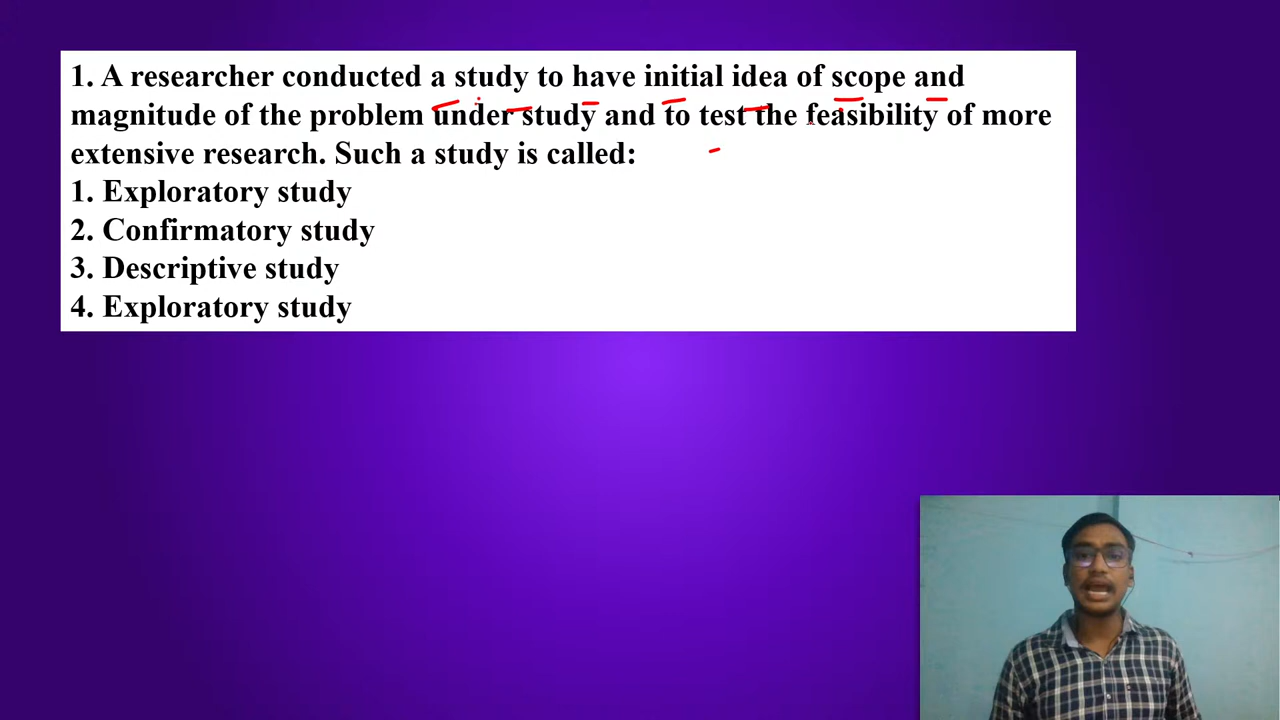 1. A researcher conducted a study to have initial idea of scope and
magnitude of the problem under study and to test the feasibility of more
extensive research. Such a study is called:
1. Exploratory study
2. Confirmatory study
3. Descriptive study
4. Exploratory study